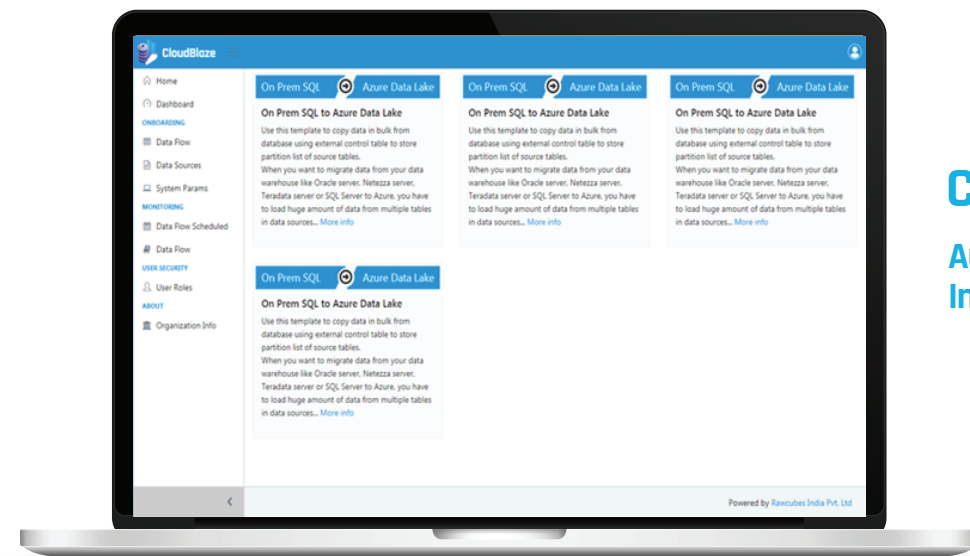 CloudBlaze
Home
Dashboard
ONBOARDING
Data Flow
Data Sources
System Params
MONITORING
Data Flow Scheduled
Data Flow
USER SECURITY
User Roles
ABOUT
Organization Info
On Prem SQL Azure Data Lake
On Prem SQL to Azure Data Lake
Use this template to copy data in bulk from
database using external control table to store
partition list of source tables.
When you want to migrate data from your data
warehouse like Oracle server, Netezza server,
Teradata server or SQL Server to Azure, you have
to load huge amount of data from multiple tables
in data sources... More info
On Prem SQL Azure Data Lake
On Prem SQL to Azure Data Lake
Use this template to copy data in bulk from
database using external control table to store
partition list of source tables.
When you want to migrate data from your data
warehouse like Oracle server, Netezza server,
Teradata server or SQL Server to Azure, you have
to load huge amount of data from multiple tables
in data sources... More info
On Prem SQL Azure Data Lake
On Prem SQL to Azure Data Lake
Use this template to copy data in bulk from
database using external control table to store
partition list of source tables.
When you want to migrate data from your data
warehouse like Oracle server, Netezza server,
Teradata server or SQL Server to Azure, you have
to load huge amount of data from multiple tables
in data sources... More info
On Prem SQL Azure Data Lake
On Prem SQL to Azure Data Lake
Use this template to copy data in bulk from
database using external control table to store
partition list of source tables.
When you want to migrate data from your data
warehouse like Oracle server, Netezza server,
Teradata server or SQL Server to Azure, you have
to load huge amount of data from multiple tables
in data sources... More info
Powered by Rawcubes India Pvt. Ltd